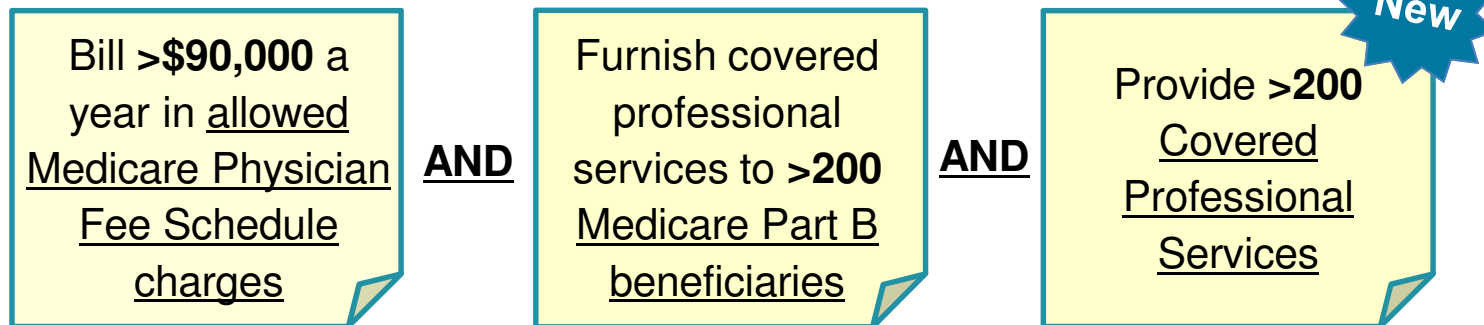 Bill >$90,000 a
year in allowed
Medicare Physician
Fee Schedule
charges
AND
Furnish covered
professional
services to >200
Medicare Part B
beneficiaries
AND
Provide >200
Covered
Professional
Services
New